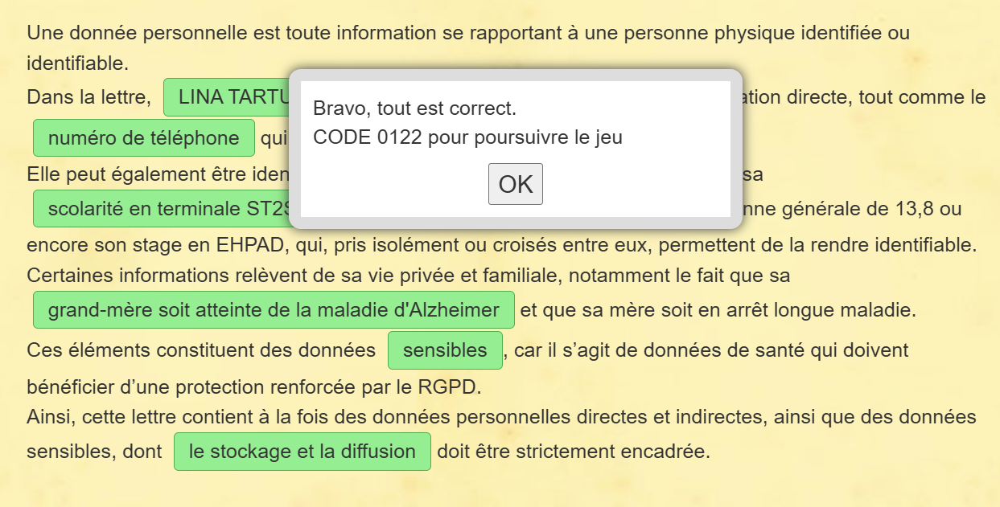 Une donnée personnelle est toute information se rapportant à une personne physique identifiée ou
identifiable.
Dans la lettre, LINA TARTU ation directe, tout comme le
numéro de téléphone qui
Elle peut également être iden sa
scolarité en terminale ST2S nne générale de 13,8 ou
encore son stage en EHPAD, qui, pris isolément ou croisés entre eux, permettent de la rendre identifiable.
Certaines informations relèvent de sa vie privée et familiale, notamment le fait que sa
grand-mère soit atteinte de la maladie d'Alzheimer et que sa mère soit en arrêt longue maladie.
Ces éléments constituent des données sensibles , car il s’agit de données de santé qui doivent
bénéficier d’une protection renforcée par le RGPD.
Ainsi, cette lettre contient à la fois des données personnelles directes et indirectes, ainsi que des données
sensibles, dont le stockage et la diffusion doit être strictement encadrée.
Bravo, tout est correct.
CODE 0122 pour poursuivre le jeu
OK